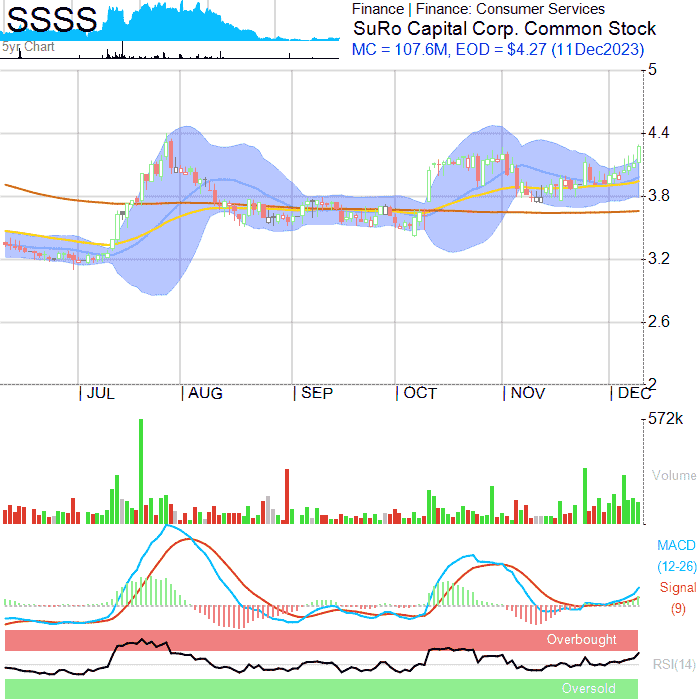 SSSS
5yr Chart
Finance | Finance: Consumer Services
SuRo Capital Corp. Common Stock
MC = 107.6M, EOD = $4.27 (11Dec2023)
5
4.4
3.8
3.2
2.6
2
| JUL | AUG | SEP | OCT | NOV | DEC
572k
Volume
MACD
(12-26)
Signal
(9)
Overbought
RSI(14)
Oversold